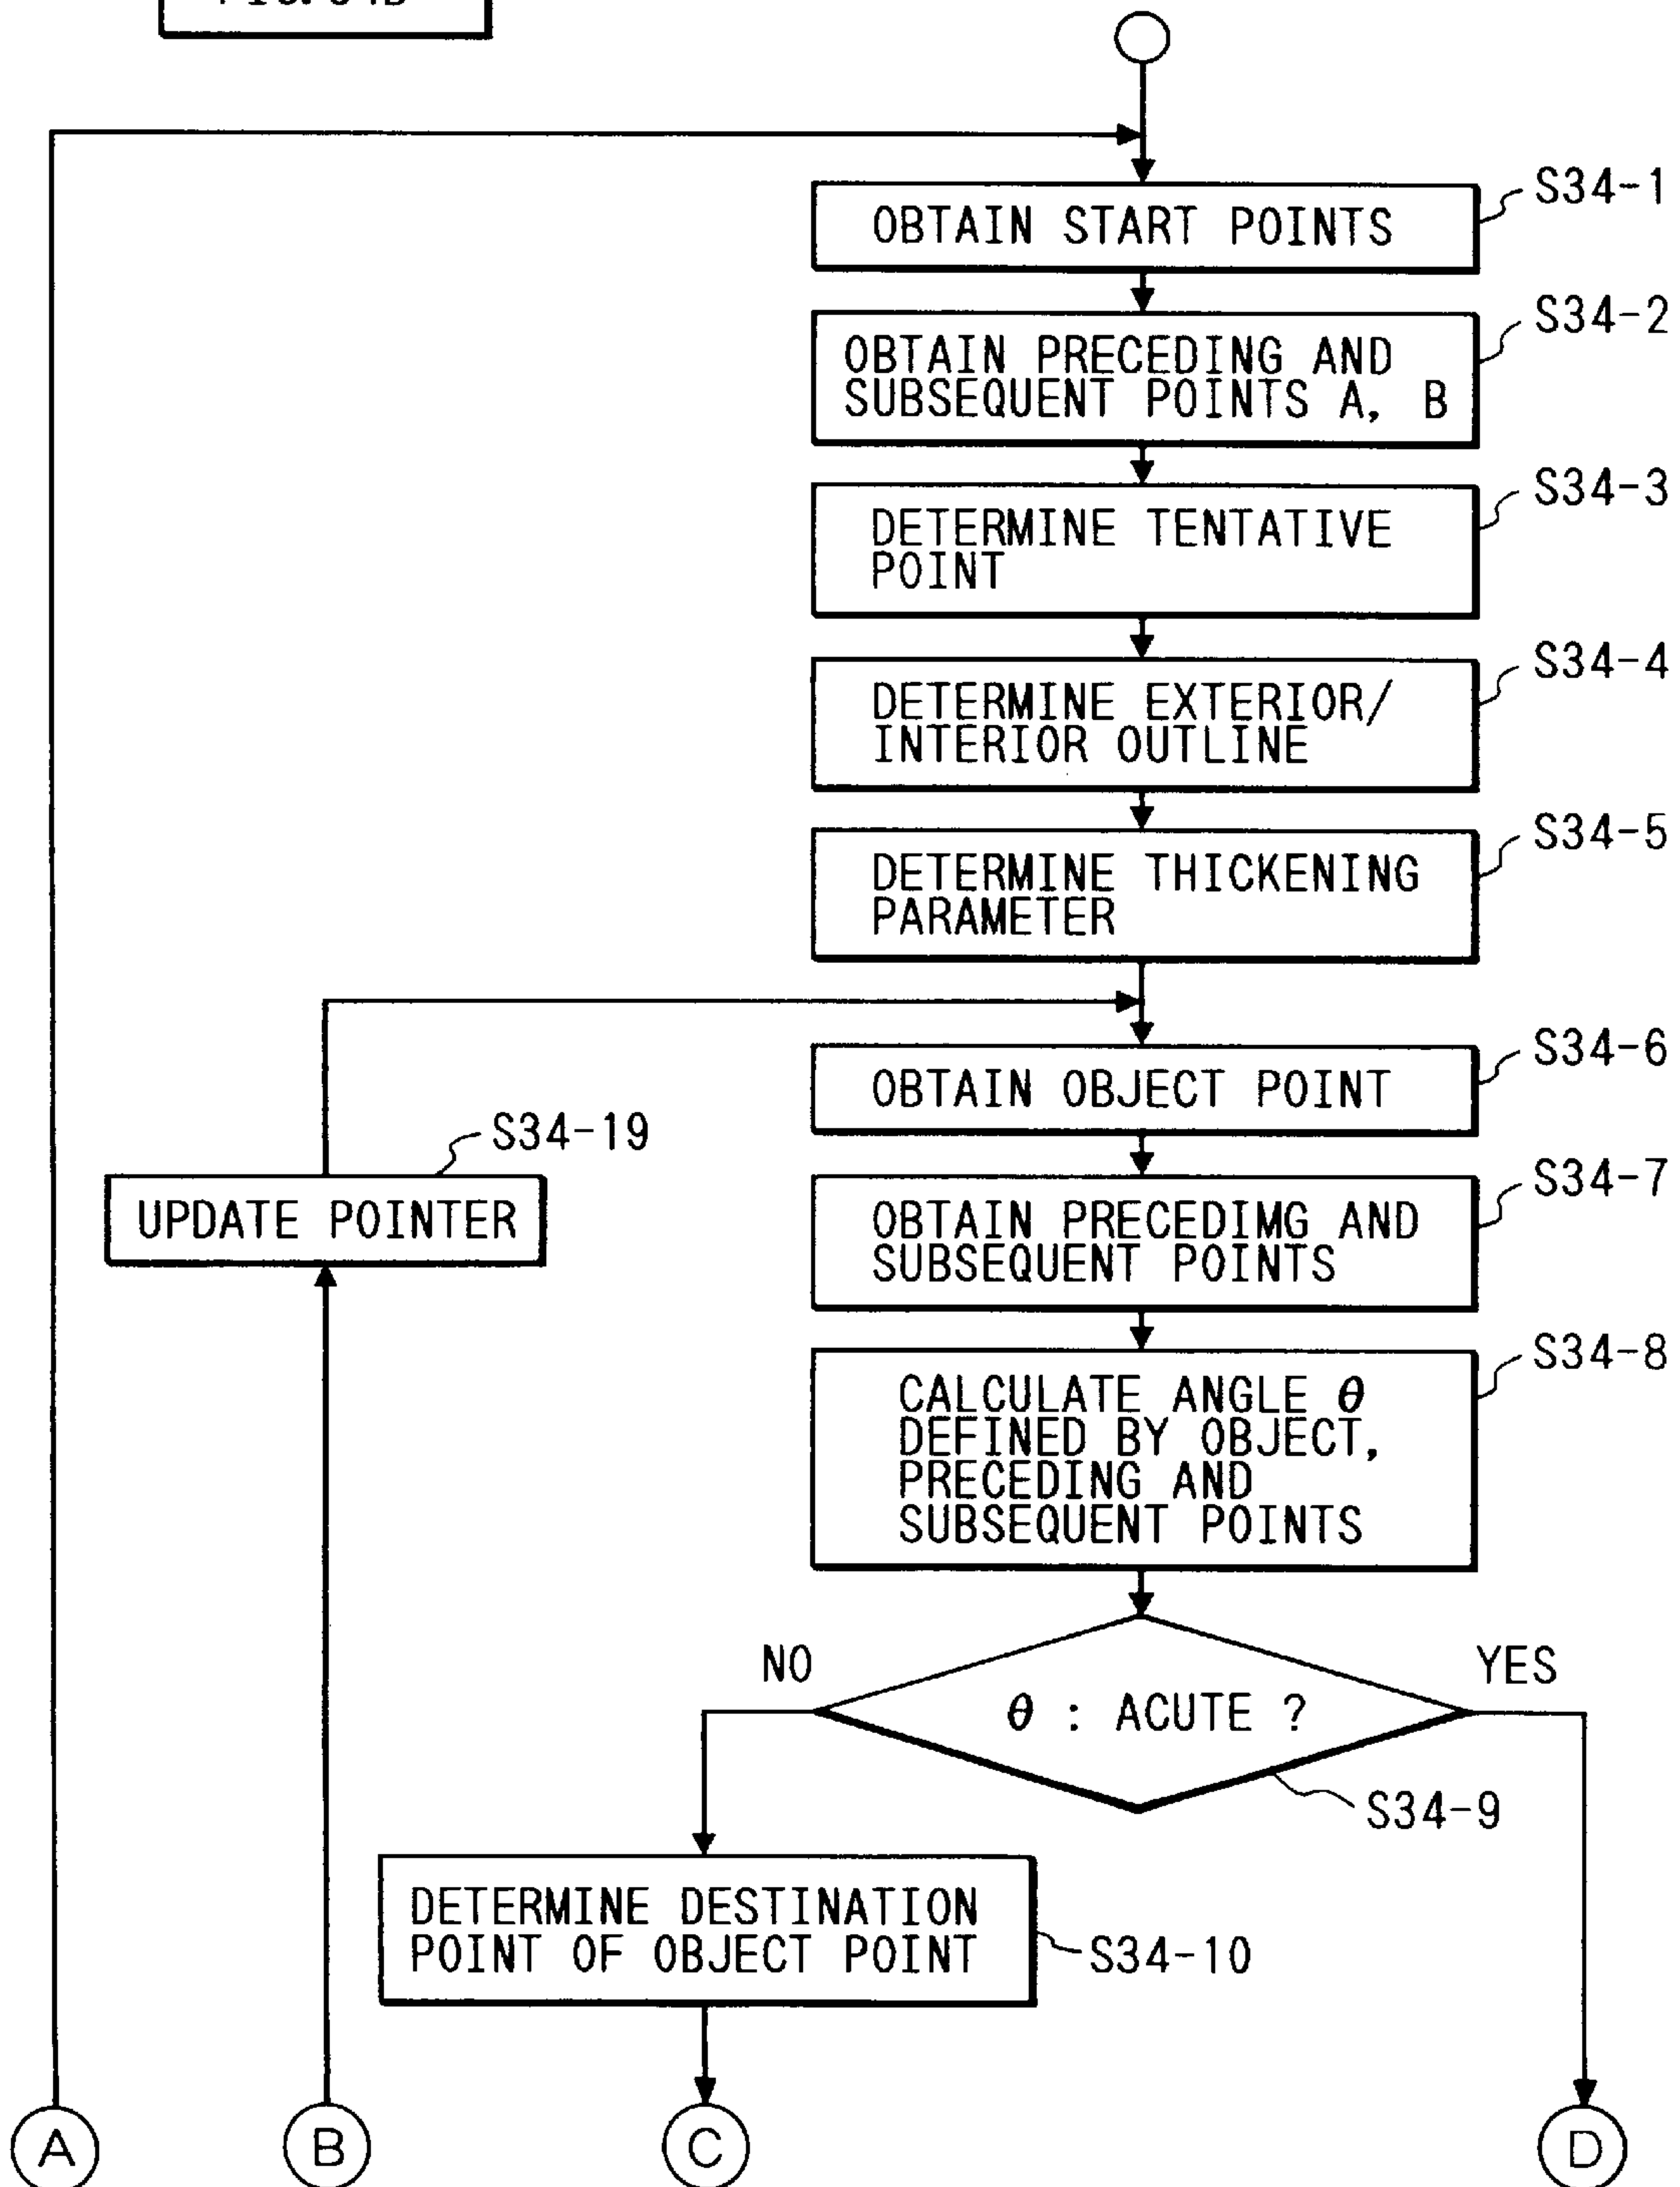 S34-1
OBTAIN START POINTS
S34-2
OBTAIN PRECEDING AND
SUBSEQUENT POINTS A, B
S34-3
DETERMINE TENTATIVE
POINT
S34-4
DETERMINE EXTERIOR/
INTERIOR OUTLINE
S34-5
DETERMINE THICKENING
PARAMETER
S34-6
OBTAIN OBJECT POINT
S34-19
UPDATE POINTER
S34-7
OBTAIN PRECEDIMG AND
SUBSEQUENT POINTS
S34-8
CALCULATE ANGLE θ
DEFINED BY OBJECT,
PRECEDING AND
SUBSEQUENT POINTS
NO
YES
θ : ACUTE ?
S34-9
DETERMINE DESTINATION
POINT OF OBJECT POINT
S34-10
A
B
C
D